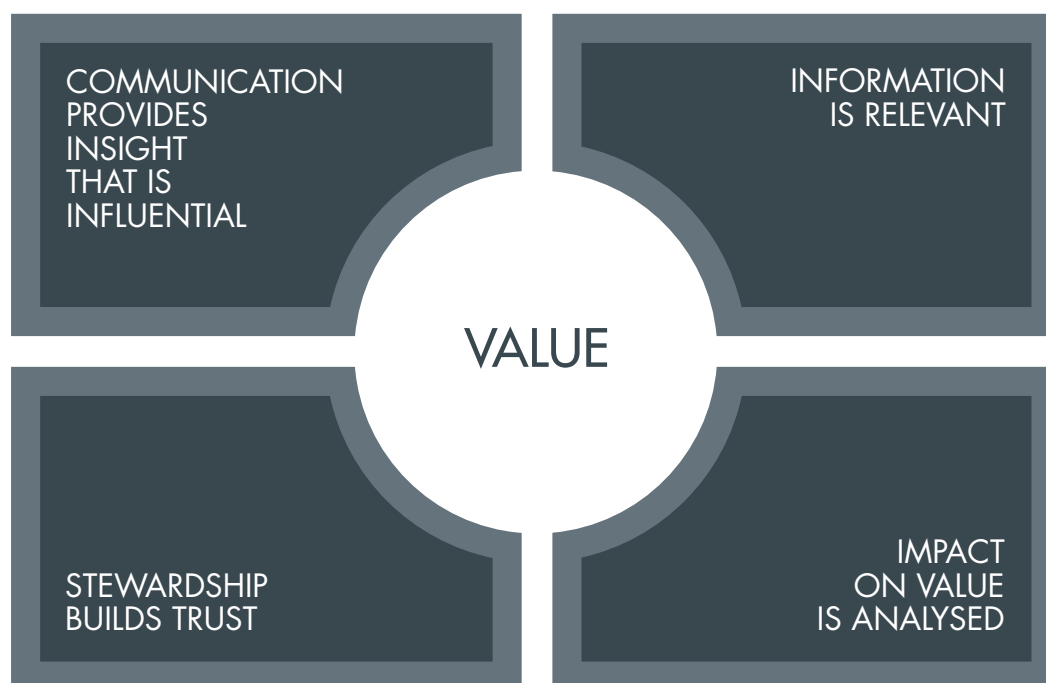 COMMUNICATION
PROVIDES
INSIGHT
THAT IS
INFLUENTIAL
INFORMATION
IS RELEVANT
VALUE
STEWARDSHIP
BUILDS TRUST
IMPACT
ON VALUE
IS ANALYSED